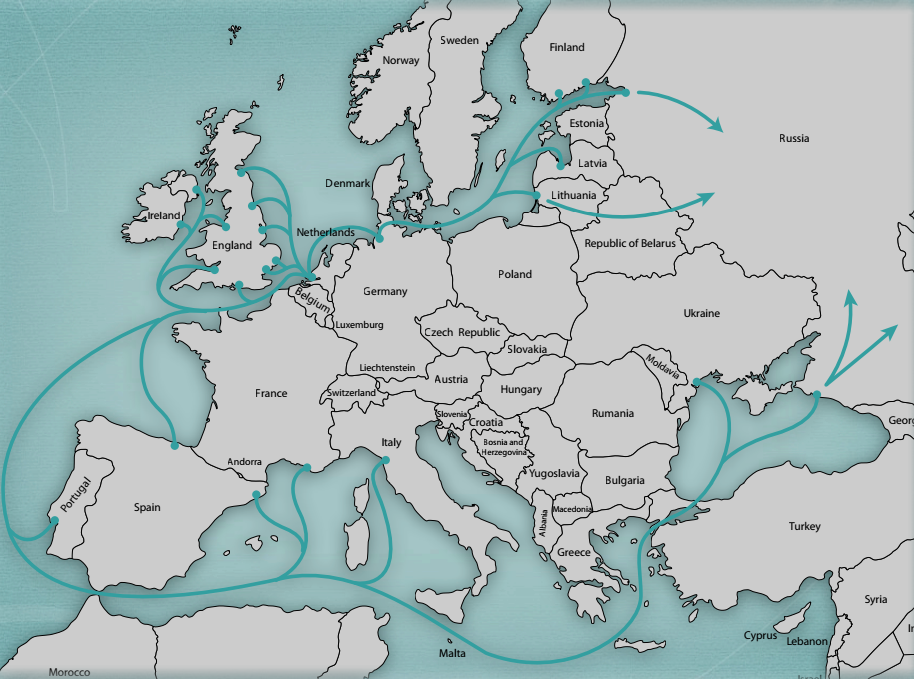 Sweden
Finland
Norway
Estonia
Russia
Latvia
Denmark
Lithuania
Ireland
Netherlands
England
Republic of Belarus
Poland
Germany
Belgium
Ukraine
Luxemburg
Czech Republic
Slovakia
Moldavia
Liechtenstein
Austria
France
Switzerland
Hungary
Slovenia
Rumania
Croatia
Italy
Bosnia and
Herzegovina
Andorra
Yugoslavia
Bulgaria
Portugal
Spain
Macedonia
Albania
Turkey
Greece
Syria
Cyprus
Lebanon
Malta
Morocco